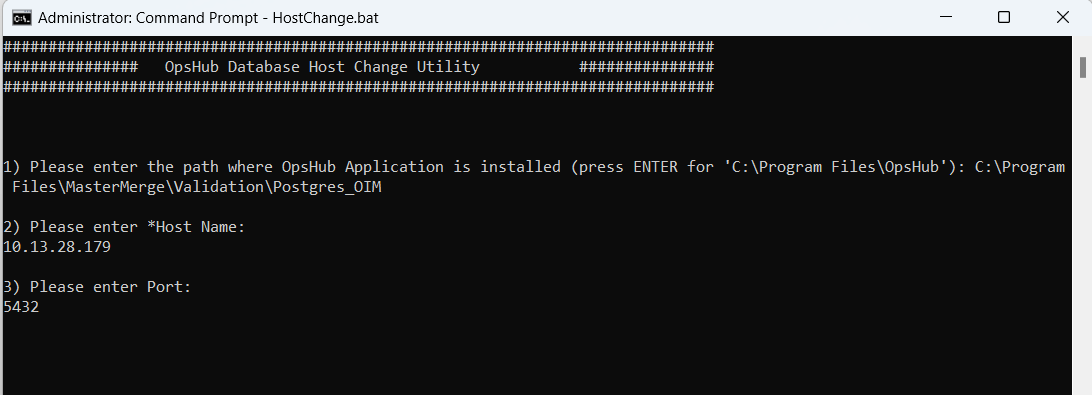 Administrator: Command Prompt - HostChange.bat
###############################################################################
############### OpsHub Database Host Change Utility ###############
###############################################################################
1) Please enter the path where OpsHub Application is installed (press ENTER for 'C:\Program Files\OpsHub'): C:\Program
Files\MasterMerge\Validation\Postgres_OIM
2) Please enter *Host Name:
10.13.28.179
3) Please enter Port:
5432